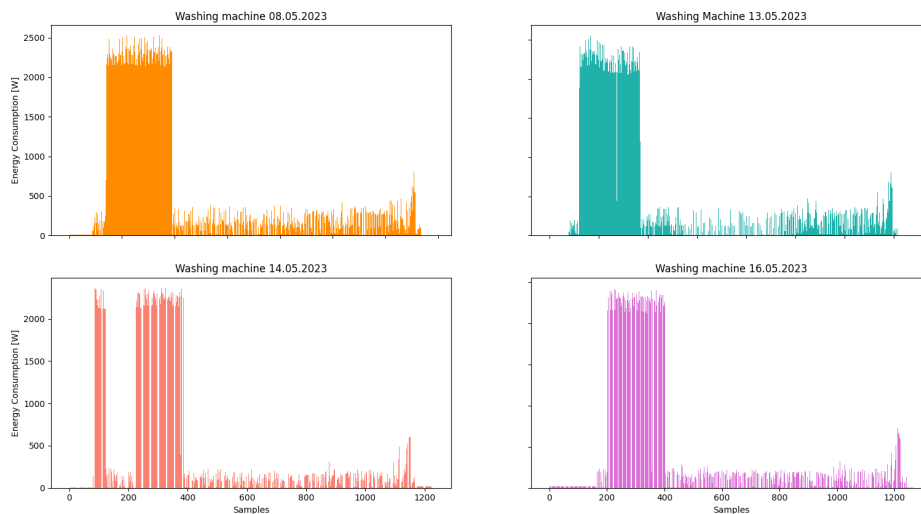 Washing machine 08.05.2023
Washing Machine 13.05.2023
Energy Consumption [W]
2500
2000
1500
1000
500
0
Washing machine 14.05.2023
Washing machine 16.05.2023
Energy Consumption [W]
2000
1500
1000
500
0
0 200 400 600 800 1000 1200
0 200 400 600 800 1000 1200
Samples
Samples